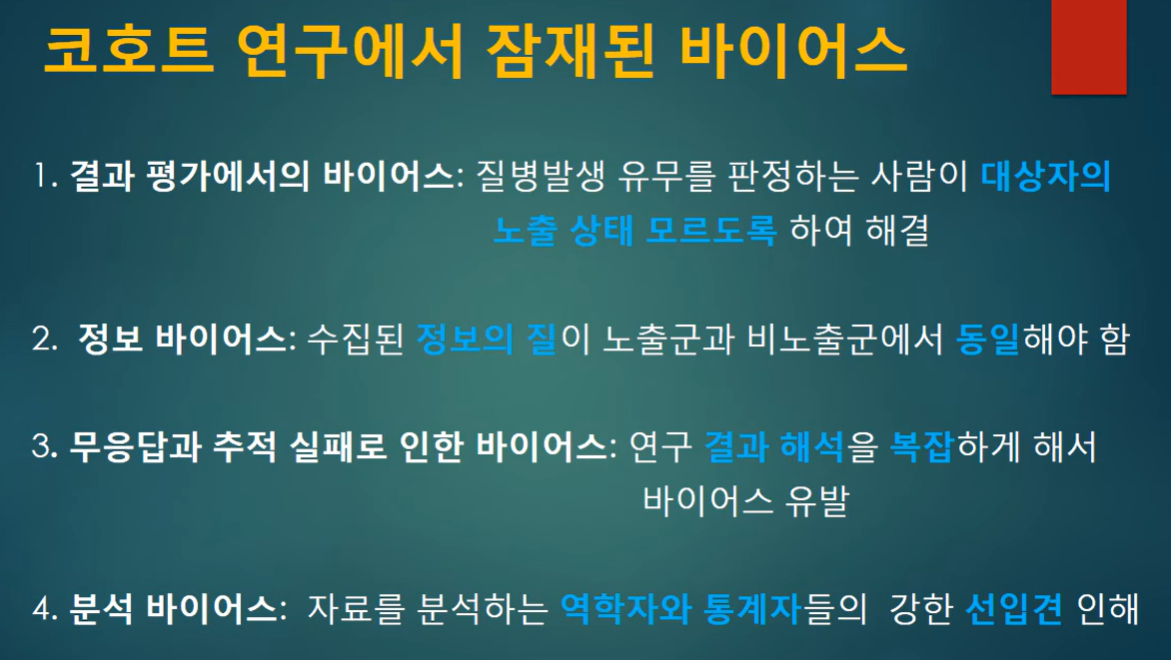 코호트 연구에서 잠재된 바이어스
1. 결과 평가에서의 바이어스: 질병발생 유무를 판정하는 사람이 대상자의
노출 상태 모르도록 하여 해결
2. 정보 바이어스: 수집된 정보의 질이 노출군과 비노출군에서 동일해야 함
3. 무응답과 추적 실패로 인한 바이어스: 연구 결과 해석을 복잡하게 해서
바이어스 유발
4. 분석 바이어스: 자료를 분석하는 역학자와 통계자들의 강한 선입견 인해